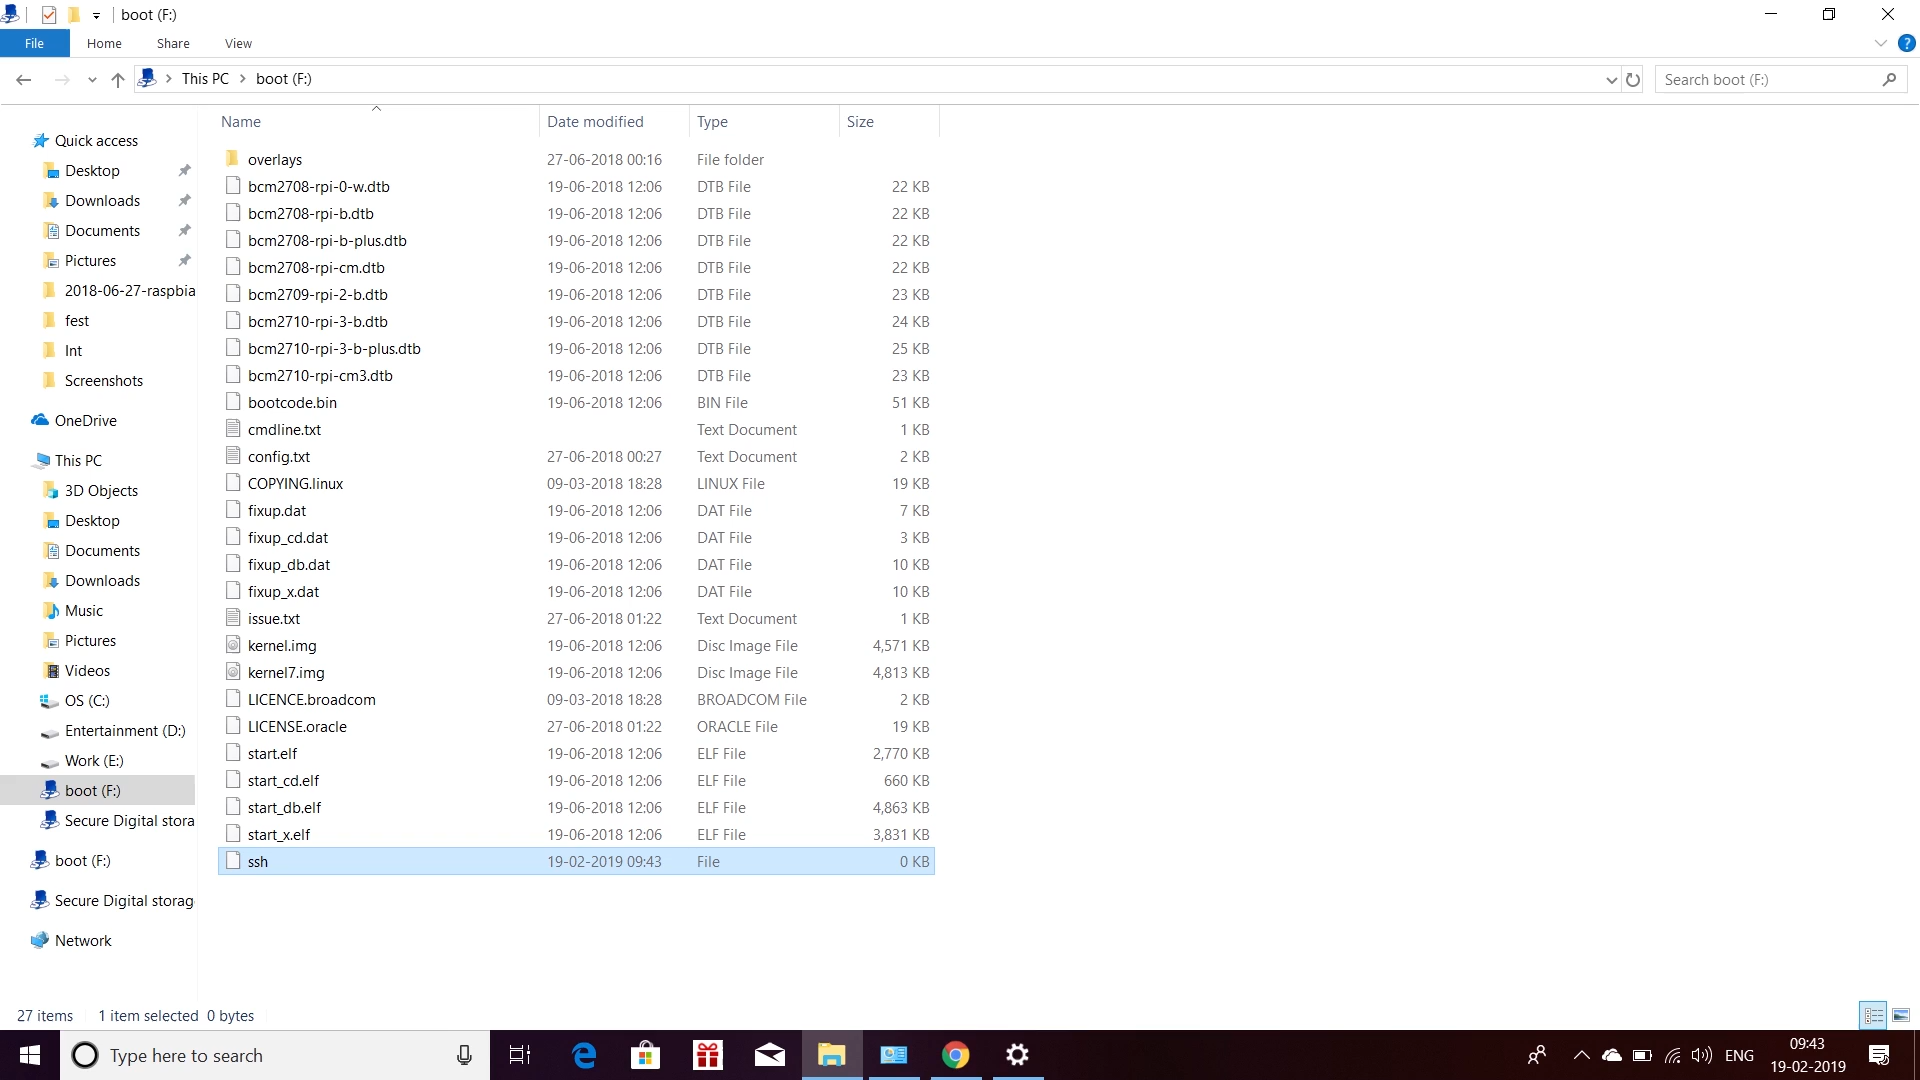 boot (F:)
File Home Share View
This PC boot (F:) Search boot (F:)
Name Date modified Type Size
Quick access
Desktop
Downloads
Documents
Pictures
2018-06-27-raspbia
fest
Int
Screenshots
OneDrive
This PC
3D Objects
Desktop
Documents
Downloads
Music
Pictures
Videos
OS (C:)
Entertainment (D:)
Work (E:)
boot (F:)
Secure Digital stora
boot (F:)
Secure Digital storag
Network
overlays 27-06-2018 00:16 File folder
bcm2708-rpi-0-w.dtb 19-06-2018 12:06 DTB File 22 KB
bcm2708-rpi-b.dtb 19-06-2018 12:06 DTB File 22 KB
bcm2708-rpi-b-plus.dtb 19-06-2018 12:06 DTB File 22 KB
bcm2708-rpi-cm.dtb 19-06-2018 12:06 DTB File 22 KB
bcm2709-rpi-2-b.dtb 19-06-2018 12:06 DTB File 23 KB
bcm2710-rpi-3-b.dtb 19-06-2018 12:06 DTB File 24 KB
bcm2710-rpi-3-b-plus.dtb 19-06-2018 12:06 DTB File 25 KB
bcm2710-rpi-cm3.dtb 19-06-2018 12:06 DTB File 23 KB
bootcode.bin 19-06-2018 12:06 BIN File 51 KB
cmdline.txt Text Document 1 KB
config.txt 27-06-2018 00:27 Text Document 2 KB
COPYING.linux 09-03-2018 18:28 LINUX File 19 KB
fixup.dat 19-06-2018 12:06 DAT File 7 KB
fixup_cd.dat 19-06-2018 12:06 DAT File 3 KB
fixup_db.dat 19-06-2018 12:06 DAT File 10 KB
fixup_x.dat 19-06-2018 12:06 DAT File 10 KB
issue.txt 27-06-2018 01:22 Text Document 1 KB
kernel.img 19-06-2018 12:06 Disc Image File 4,571 KB
kernel7.img 19-06-2018 12:06 Disc Image File 4,813 KB
LICENCE.broadcom 09-03-2018 18:28 BROADCOM File 2 KB
LICENSE.oracle 27-06-2018 01:22 ORACLE File 19 KB
start.elf 19-06-2018 12:06 ELF File 2,770 KB
start_cd.elf 19-06-2018 12:06 ELF File 660 KB
start_db.elf 19-06-2018 12:06 ELF File 4,863 KB
start_x.elf 19-06-2018 12:06 ELF File 3,831 KB
ssh 19-02-2019 09:43 File 0 KB
27 items 1 item selected 0 bytes
Type here to search ENG 09:43
19-02-2019